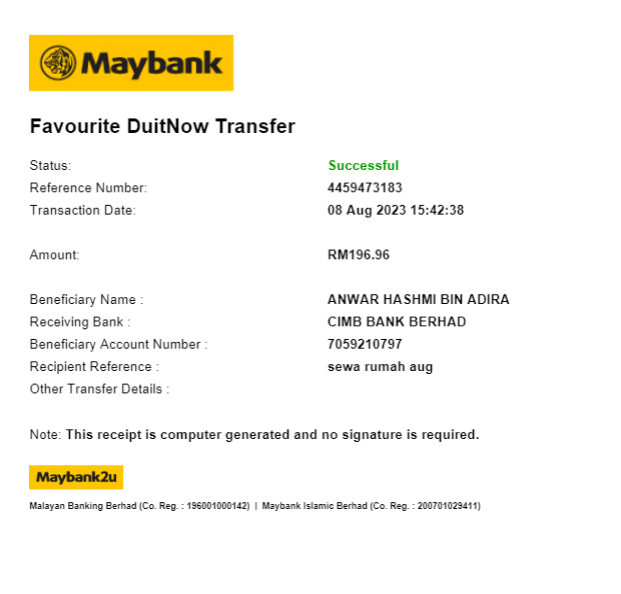 Maybank
Favourite DuitNow Transfer
Status: Successful
Reference Number: 4459473183
Transaction Date: 08 Aug 2023 15:42:38
Amount: RM196.96
Beneficiary Name : ANWAR HASHMI BIN ADIRA
Receiving Bank : CIMB BANK BERHAD
Beneficiary Account Number : 7059210797
Recipient Reference : sewa rumah aug
Other Transfer Details :
Note: This receipt is computer generated and no signature is required.
Maybank2u
Malayan Banking Berhad (Co. Reg. : 196001000142) | Maybank Islamic Berhad (Co. Reg. : 200701029411)